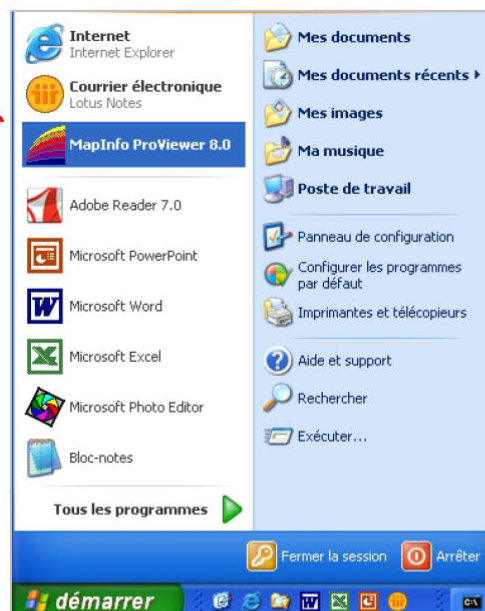 Internet
Internet Explorer
Courrier électronique
Lotus Notes
MapInfo ProViewer 8.0
Adobe Reader 7.0
Microsoft PowerPoint
Microsoft Word
Microsoft Excel
Microsoft Photo Editor
Bloc-notes
Tous les programmes
Mes documents
Mes documents récents
Mes images
Ma musique
Poste de travail
Panneau de configuration
Configurer les programmes
par défaut
Imprimantes et télécopieurs
Aide et support
Rechercher
Exécuter...
Fermer la session
Arrêter
démarrer